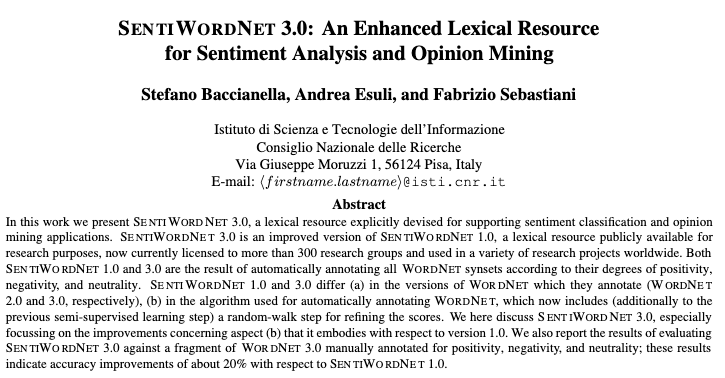 SENTIWORDNET 3.0: An Enhanced Lexical Resource
for Sentiment Analysis and Opinion Mining
Stefano Baccianella, Andrea Esuli, and Fabrizio Sebastiani
Istituto di Scienza e Tecnologie dell'Informazione
Consiglio Nazionale delle Ricerche
Via Giuseppe Moruzzi 1, 56124 Pisa, Italy
E-mail: ⟨firstname.lastname⟩@isti.cnr.it
Abstract
In this work we present SENTIWORDNET 3.0, a lexical resource explicitly devised for supporting sentiment classification and opinion
mining applications. SENTIWORDNET 3.0 is an improved version of SENTIWORDNET 1.0, a lexical resource publicly available for
research purposes, now currently licensed to more than 300 research groups and used in a variety of research projects worldwide. Both
SENTIWORDNET 1.0 and 3.0 are the result of automatically annotating all WORDNET synsets according to their degrees of positivity,
negativity, and neutrality. SENTIWORDNET 1.0 and 3.0 differ (a) in the versions of WORDNET which they annotate (WORDNET
2.0 and 3.0, respectively), (b) in the algorithm used for automatically annotating WORDNET, which now includes (additionally to the
previous semi-supervised learning step) a random-walk step for refining the scores. We here discuss SENTIWORDNET 3.0, especially
focussing on the improvements concerning aspect (b) that it embodies with respect to version 1.0. We also report the results of evaluating
SENTIWORDNET 3.0 against a fragment of WORDNET 3.0 manually annotated for positivity, negativity, and neutrality; these results
indicate accuracy improvements of about 20% with respect to SENTIWORDNET 1.0.